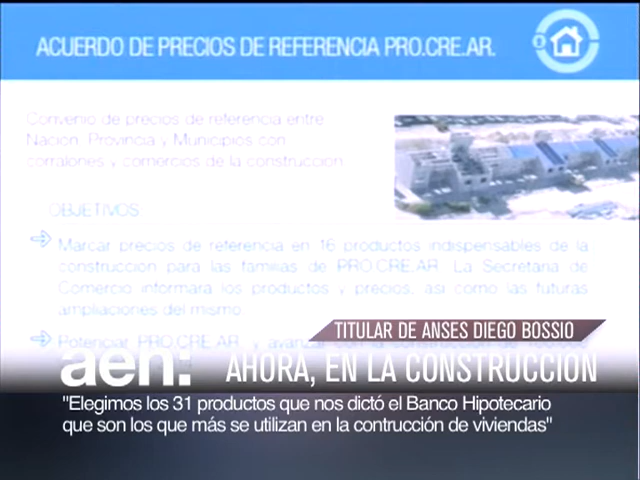 ACUERDO DE PRECIOS DE REFERENCIA PRO.CRE.AR.
Convenio de precios de referencia entre
Nación, Provincia y Municipios con
corralones y comercios de la construcción
OBJETIVOS
Marcar precios de referencia en 16 productos indispensables de la
construcción para las familias de PRO.CRE.AR. La Secretaría de
Comercio informará los productos y precios, así como las futuras
ampliaciones del mismo.
Potenciar PRO.CRE.AR. y avanzar
TITULAR DE ANSES DIEGO BOSSIO
aen:
AHORA, EN LA CONSTRUCCIÓN
"Elegimos los 31 productos que nos dictó el Banco Hipotecario
que son los que más se utilizan en la contrucción de viviendas"